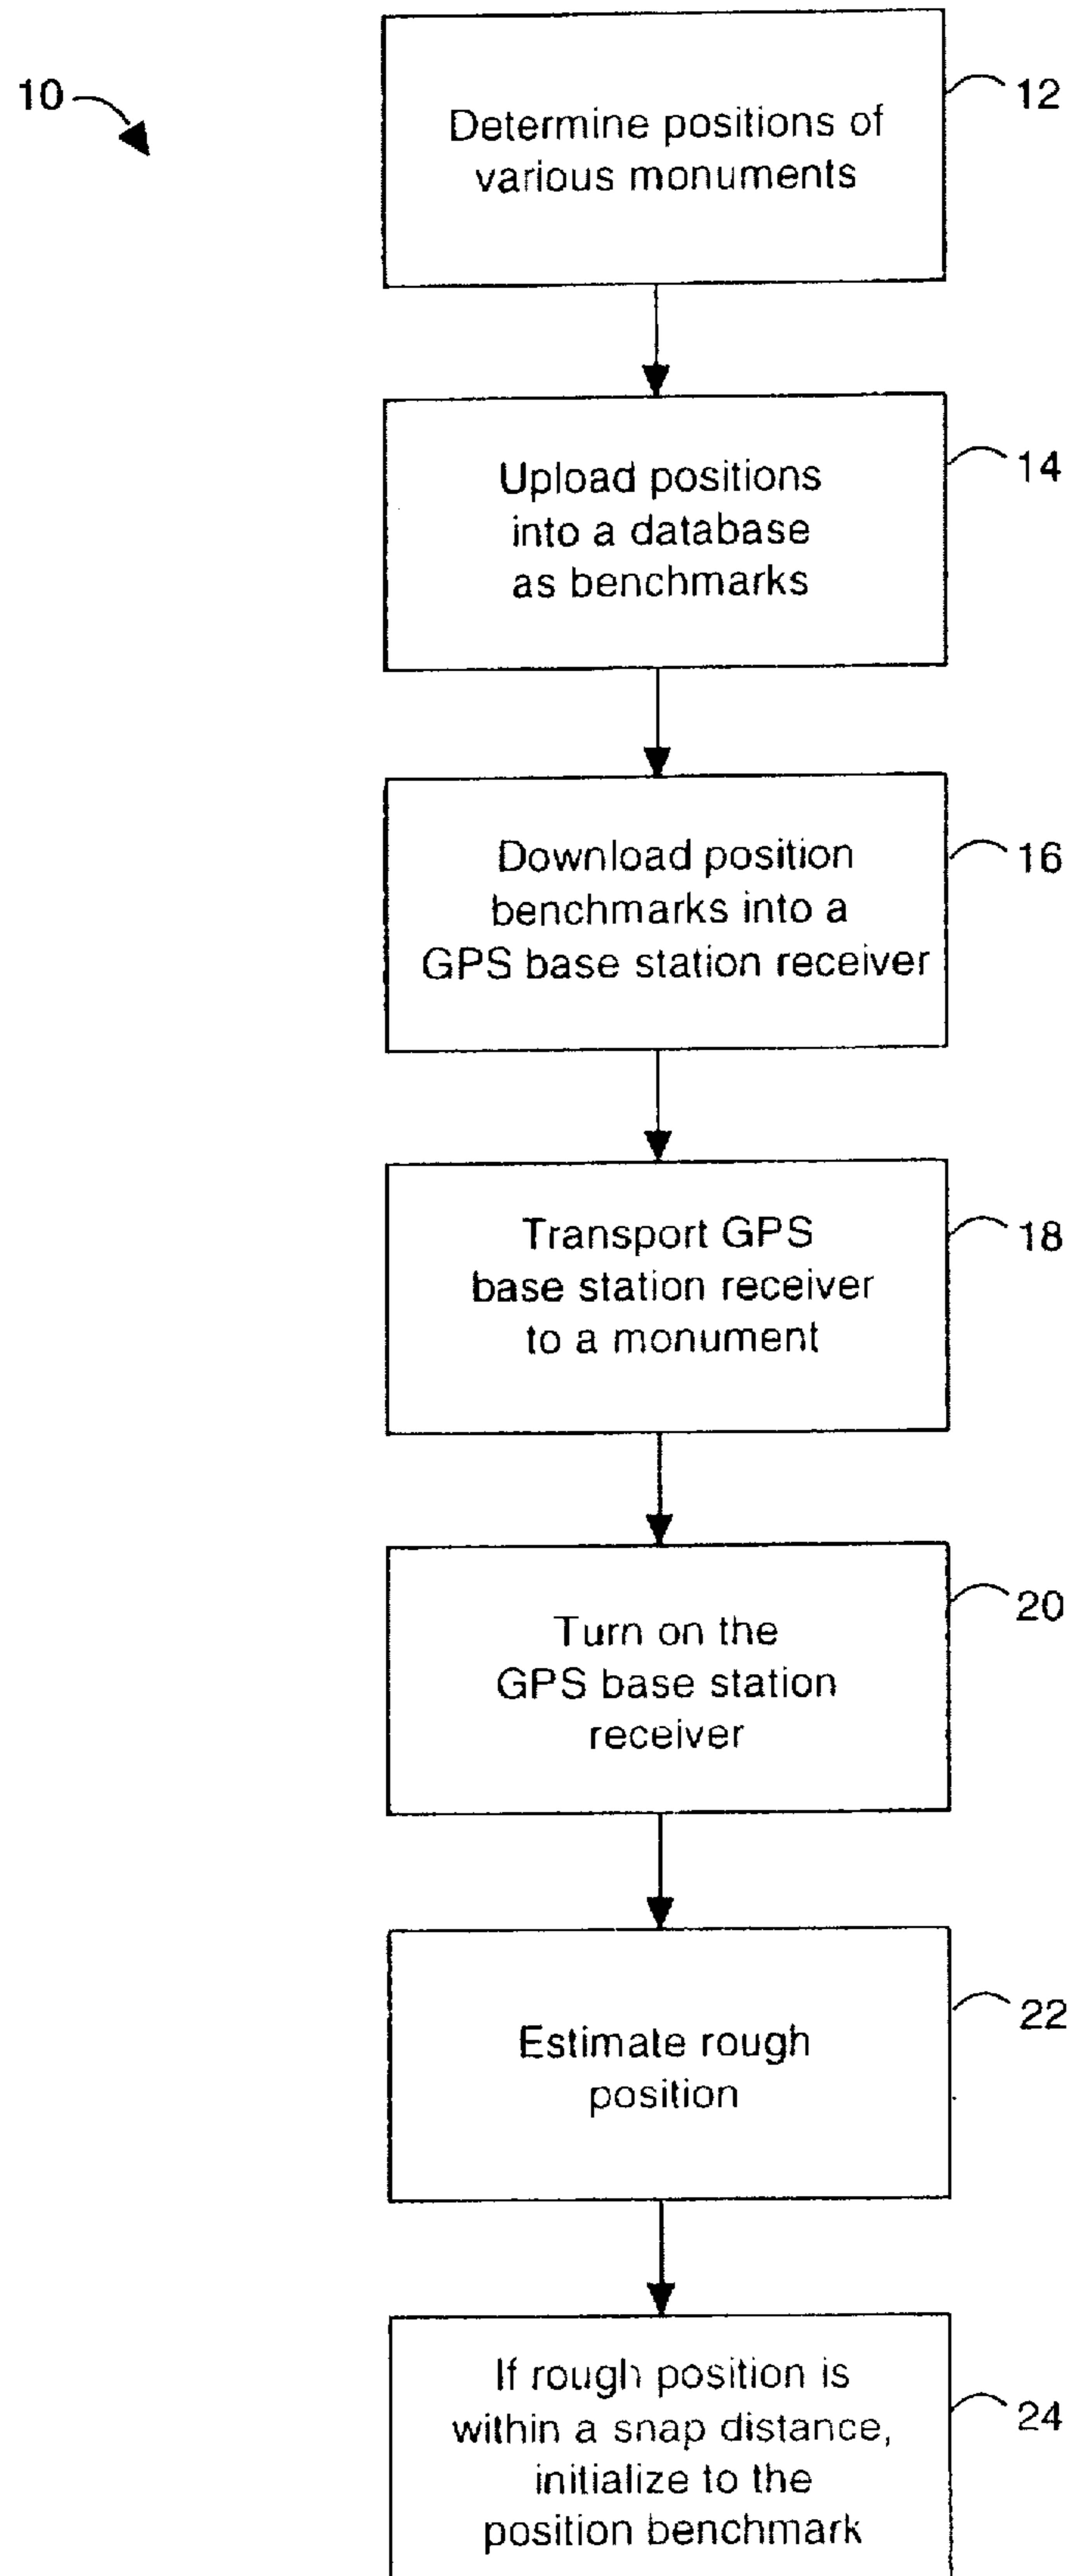 10
12
Determine positions of
various monuments
14
Upload positions
into a database
as benchmarks
16
Download position
benchmarks into a
GPS base station receiver
18
Transport GPS
base station receiver
to a monument
20
Turn on the
GPS base station
receiver
22
Estimate rough
position
24
If rough position is
within a snap distance,
initialize to the
position benchmark